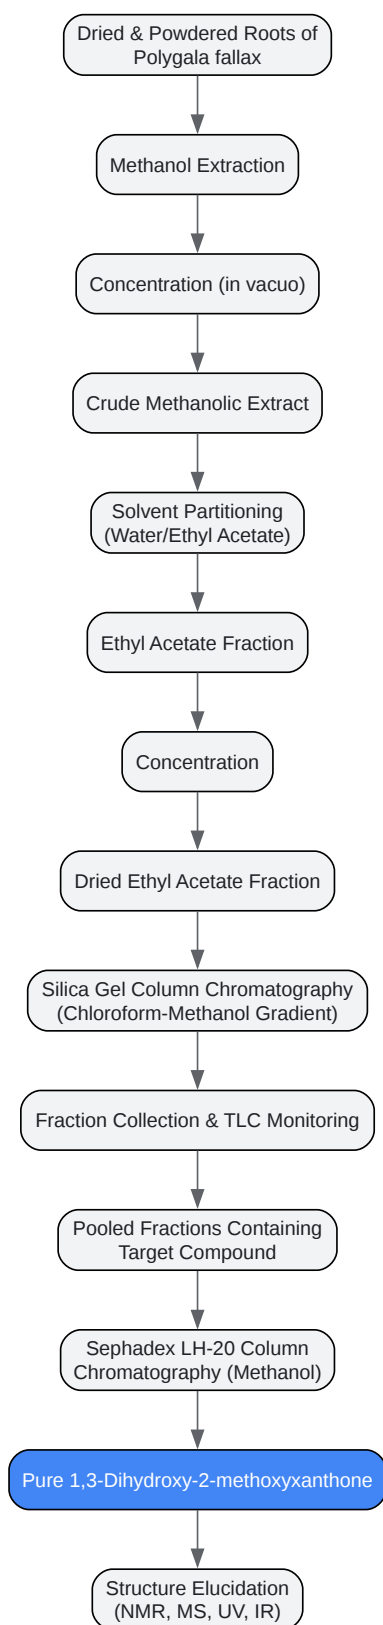 Dried & Powdered Roots of
Polygala fallax
Methanol Extraction
Concentration (in vacuo)
Crude Methanolic Extract
Solvent Partitioning
(Water/Ethyl Acetate)
Ethyl Acetate Fraction
Concentration
Dried Ethyl Acetate Fraction
Silica Gel Column Chromatography
(Chloroform-Methanol Gradient)
Fraction Collection & TLC Monitoring
Pooled Fractions Containing
Target Compound
Sephadex LH-20 Column
Chromatography (Methanol)
Pure 1,3-Dihydroxy-2-methoxyxanthone
Structure Elucidation
(NMR, MS, UV, IR)